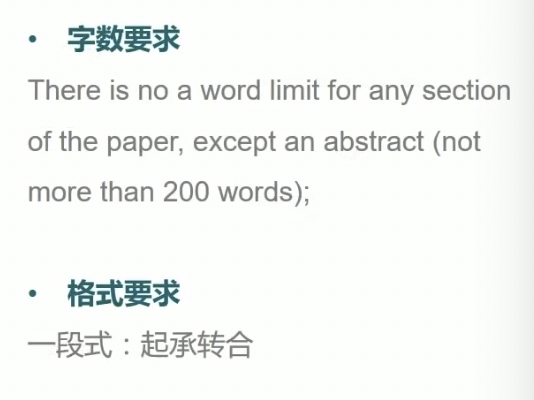 • 字数要求
There is no a word limit for any section
of the paper, except an abstract (not
more than 200 words);
• 格式要求
一段式：起承转合